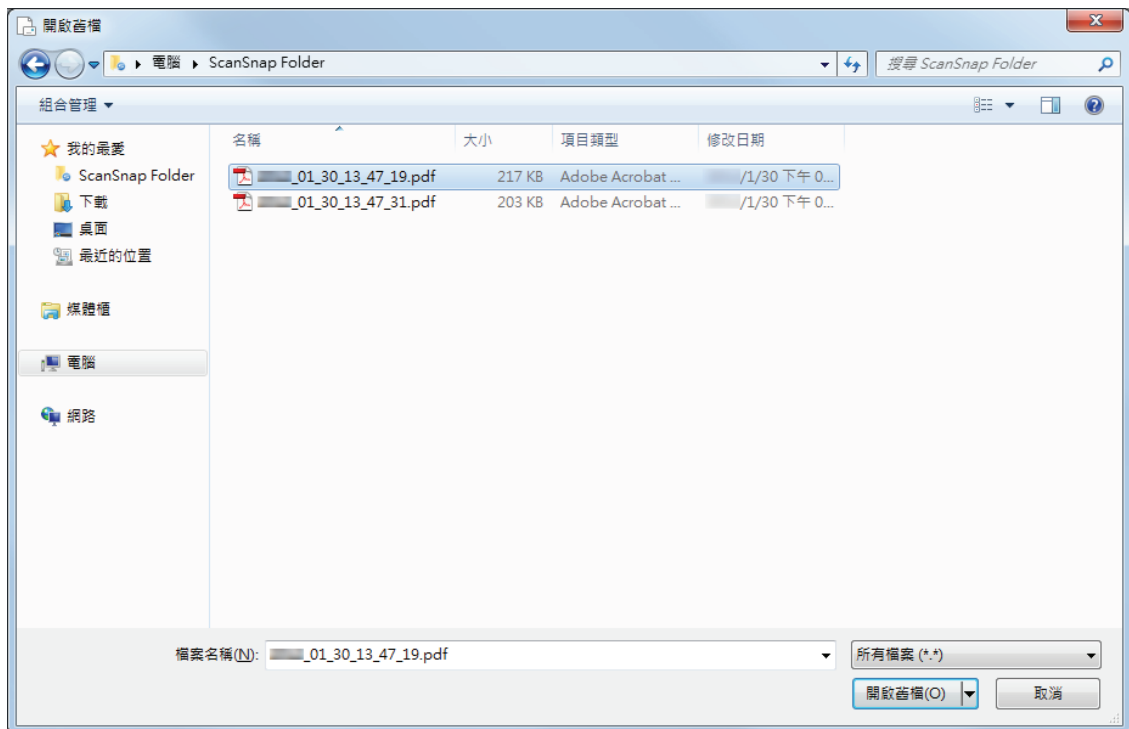 開啟舊檔
電腦 ScanSnap Folder
搜尋 ScanSnap Folder
組合管理
我的最愛
ScanSnap Folder
下載
桌面
最近的位置
媒體櫃
電腦
網路
名稱 大小 項目類型 修改日期
_01_30_13_47_19.pdf 217 KB Adobe Acrobat ... /1/30 下午 0...
_01_30_13_47_31.pdf 203 KB Adobe Acrobat ... /1/30 下午 0...
檔案名稱(N): _01_30_13_47_19.pdf
所有檔案 (*.*)
開啟舊檔(O) 取消